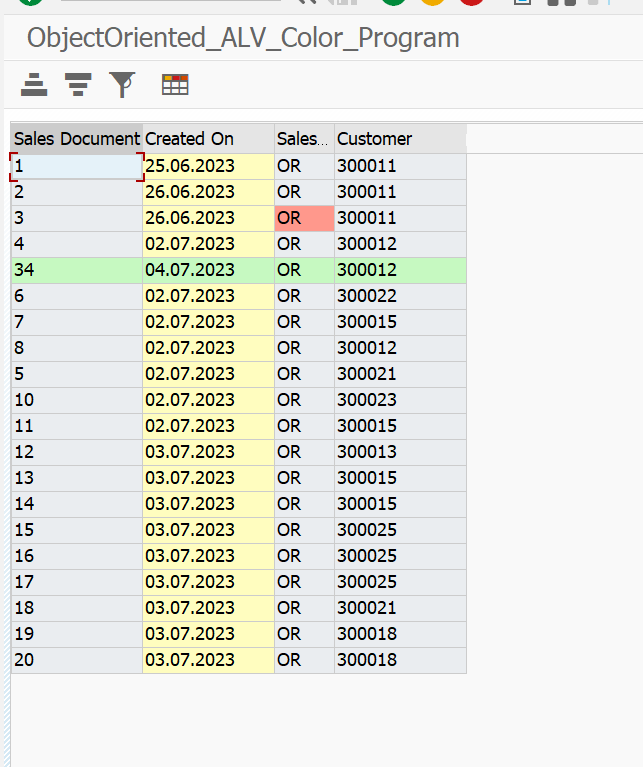 ObjectOriented_ALV_Color_Program
Sales Document Created On Sales... Customer
1 25.06.2023 OR 300011
2 26.06.2023 OR 300011
3 26.06.2023 OR 300011
4 02.07.2023 OR 300012
34 04.07.2023 OR 300012
6 02.07.2023 OR 300022
7 02.07.2023 OR 300015
8 02.07.2023 OR 300012
5 02.07.2023 OR 300021
10 02.07.2023 OR 300023
11 02.07.2023 OR 300015
12 03.07.2023 OR 300013
13 03.07.2023 OR 300015
14 03.07.2023 OR 300015
15 03.07.2023 OR 300025
16 03.07.2023 OR 300025
17 03.07.2023 OR 300025
18 03.07.2023 OR 300021
19 03.07.2023 OR 300018
20 03.07.2023 OR 300018